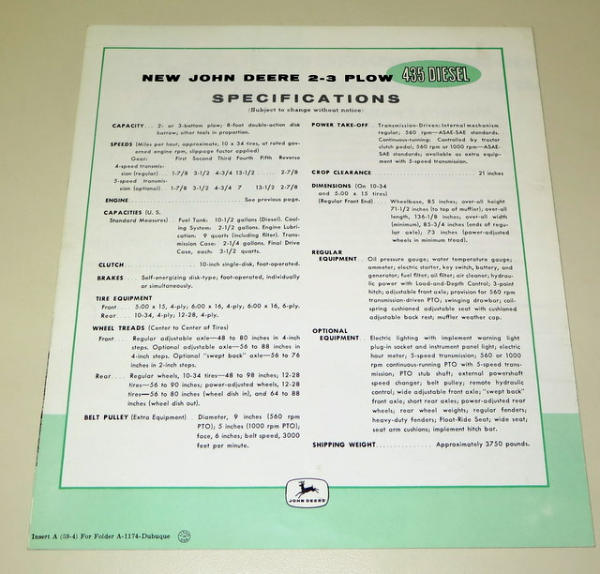 NEW JOHN DEERE 2-3 PLOW 435 DIESEL
SPECIFICATIONS
(Subject to change without notice)
CAPACITY... 2- or 3-bottom plow; 8-foot double-action disk
harrow; other tools in proportion.
SPEEDS (Miles per hour, approximate, 10 x 34 tires, at rated gov-
erned engine rpm, slippage factor applied)
Gear: First Second Third Fourth Fifth Reverse
4-speed transmis-
sion (regular) .... 1-7/8 3-1/2 4-3/4 13-1/2 ..... 2-7/8
5-speed transmis-
sion (optional) .... 1-7/8 3-1/2 4-3/4 7 13-1/2 2-7/8
ENGINE .... See previous page.
CAPACITIES (U. S.
Standard Measures) . Fuel Tank: 10-1/2 gallons (Diesel). Cool-
ing System: 2-1/2 gallons. Engine Lubri-
cation: 9 quarts (including filter). Trans-
mission Case: 2-1/4 gallons. Final Drive
Case, each: 3-1/2 quarts.
CLUTCH .... 10-inch single-disk, foot-operated.
BRAKES Self-energizing disk-type; foot-operated, individually
or simultaneously.
TIRE EQUIPMENT
Front .... 5:00 x 15, 4-ply; 6:00 x 16, 4-ply; 6:00 x 16, 6-ply.
Rear .... 10-34, 4-ply; 12-28, 4-ply.
WHEEL TREADS (Center to Center of Tires)
Front .... Regular adjustable axle—48 to 80 inches in 4-inch
steps. Optional adjustable axle—56 to 88 inches in
4-inch steps. Optional "swept back" axle—56 to 76
inches in 2-inch steps.
Rear .... Regular wheels, 10-34 tires—48 to 98 inches; 12-28
tires—56 to 90 inches; power-adjusted wheels, 12-28
tires—56 to 80 inches (wheel dish in), and 64 to 88
inches (wheel dish out).
BELT PULLEY (Extra Equipment) .. Diameter, 9 inches (560 rpm
PTO); 5 inches (1000 rpm PTO);
face, 6 inches; belt speed, 3000
feet per minute.
POWER TAKE-OFF . Transmission-Driven: Internal mechanism
regular; 560 rpm—ASAE-SAE standards.
Continuous-running: Controlled by tractor
clutch pedal; 560 rpm or 1000 rpm—ASAE-
SAE standards; available as extra equip-
ment with 5-speed transmission.
CROP CLEARANCE .... 21 inches
DIMENSIONS (On 10-34
and 5.00 x 15 tires)
(Regular Front End) . Wheelbase, 85 inches; over-all height
71-1/2 inches (to top of muffler), over-all
length, 136-1/8 inches; over-all width
(minimum), 85-3/4 inches (ends of regu-
lar axle); 73 inches (power-adjusted
wheels in minimum tread).
REGULAR
EQUIPMENT .. Oil pressure gauge; water temperature gauge;
ammeter; electric starter, key switch, battery, and
generator; fuel filter, oil filter; air cleaner, hydrau-
lic power with Load-and-Depth Control; 3-point
hitch; adjustable front axle; provision for 560 rpm
transmission-driven PTO; swinging drawbar; coil-
spring cushioned adjustable seat with cushioned
adjustable back rest; muffler weather cap.
OPTIONAL
EQUIPMENT .... Electric lighting with implement warning light
plug-in socket and instrument panel light; electric
hour meter; 5-speed transmission; 560 or 1000
rpm continuous-running PTO with 5-speed trans-
mission; PTO stub shaft; external powershaft
speed changer; belt pulley; remote hydraulic
control; wide adjustable front axle; "swept back"
front axle; short rear axles; power-adjusted rear
wheels; rear wheel weights; regular fenders;
heavy-duty fenders; Float-Ride Seat; wide seat;
seat arm cushions; implement hitch bar.
SHIPPING WEIGHT .... Approximately 3750 pounds.
JOHN DEERE
Insert A (59-4) For Folder A-1174-Dubuque